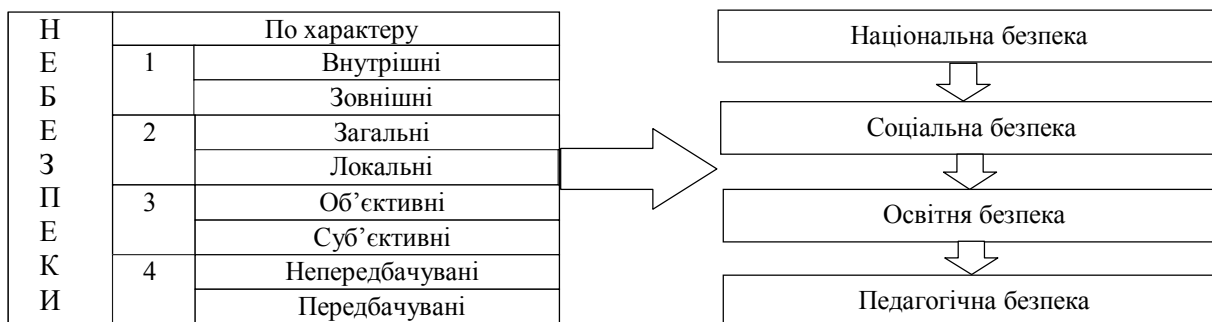 НЕБЕЗПЕКИ
По характеру
1
Внутрішні
Зовнішні
2
Загальні
Локальні
3
Об’єктивні
Суб’єктивні
4
Непередбачувані
Передбачувані
Національна безпека
Соціальна безпека
Освітня безпека
Педагогічна безпека